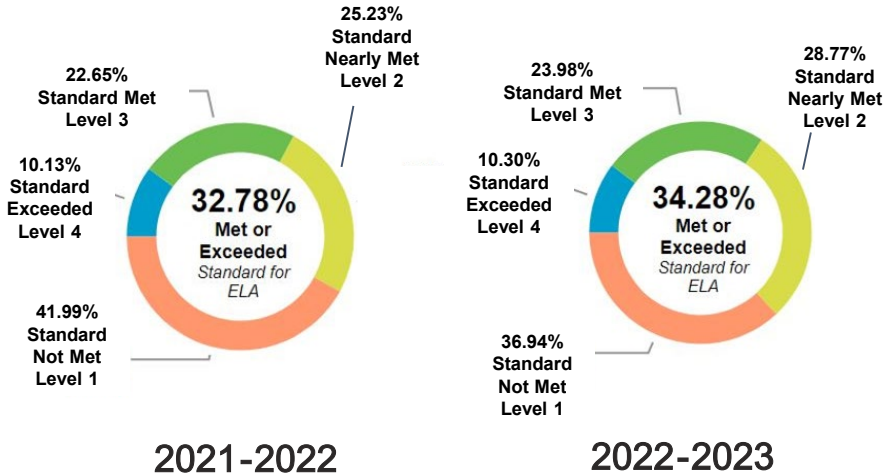 25.23%
Standard
Nearly Met
Level 2
22.65%
Standard Met
Level 3
10.13%
Standard
Exceeded
Level 4
32.78%
Met or
Exceeded
Standard for
ELA
41.99%
Standard
Not Met
Level 1
2021-2022
28.77%
Standard
Nearly Met
Level 2
23.98%
Standard Met
Level 3
10.30%
Standard
Exceeded
Level 4
34.28%
Met or
Exceeded
Standard for
ELA
36.94%
Standard
Not Met
Level 1
2022-2023